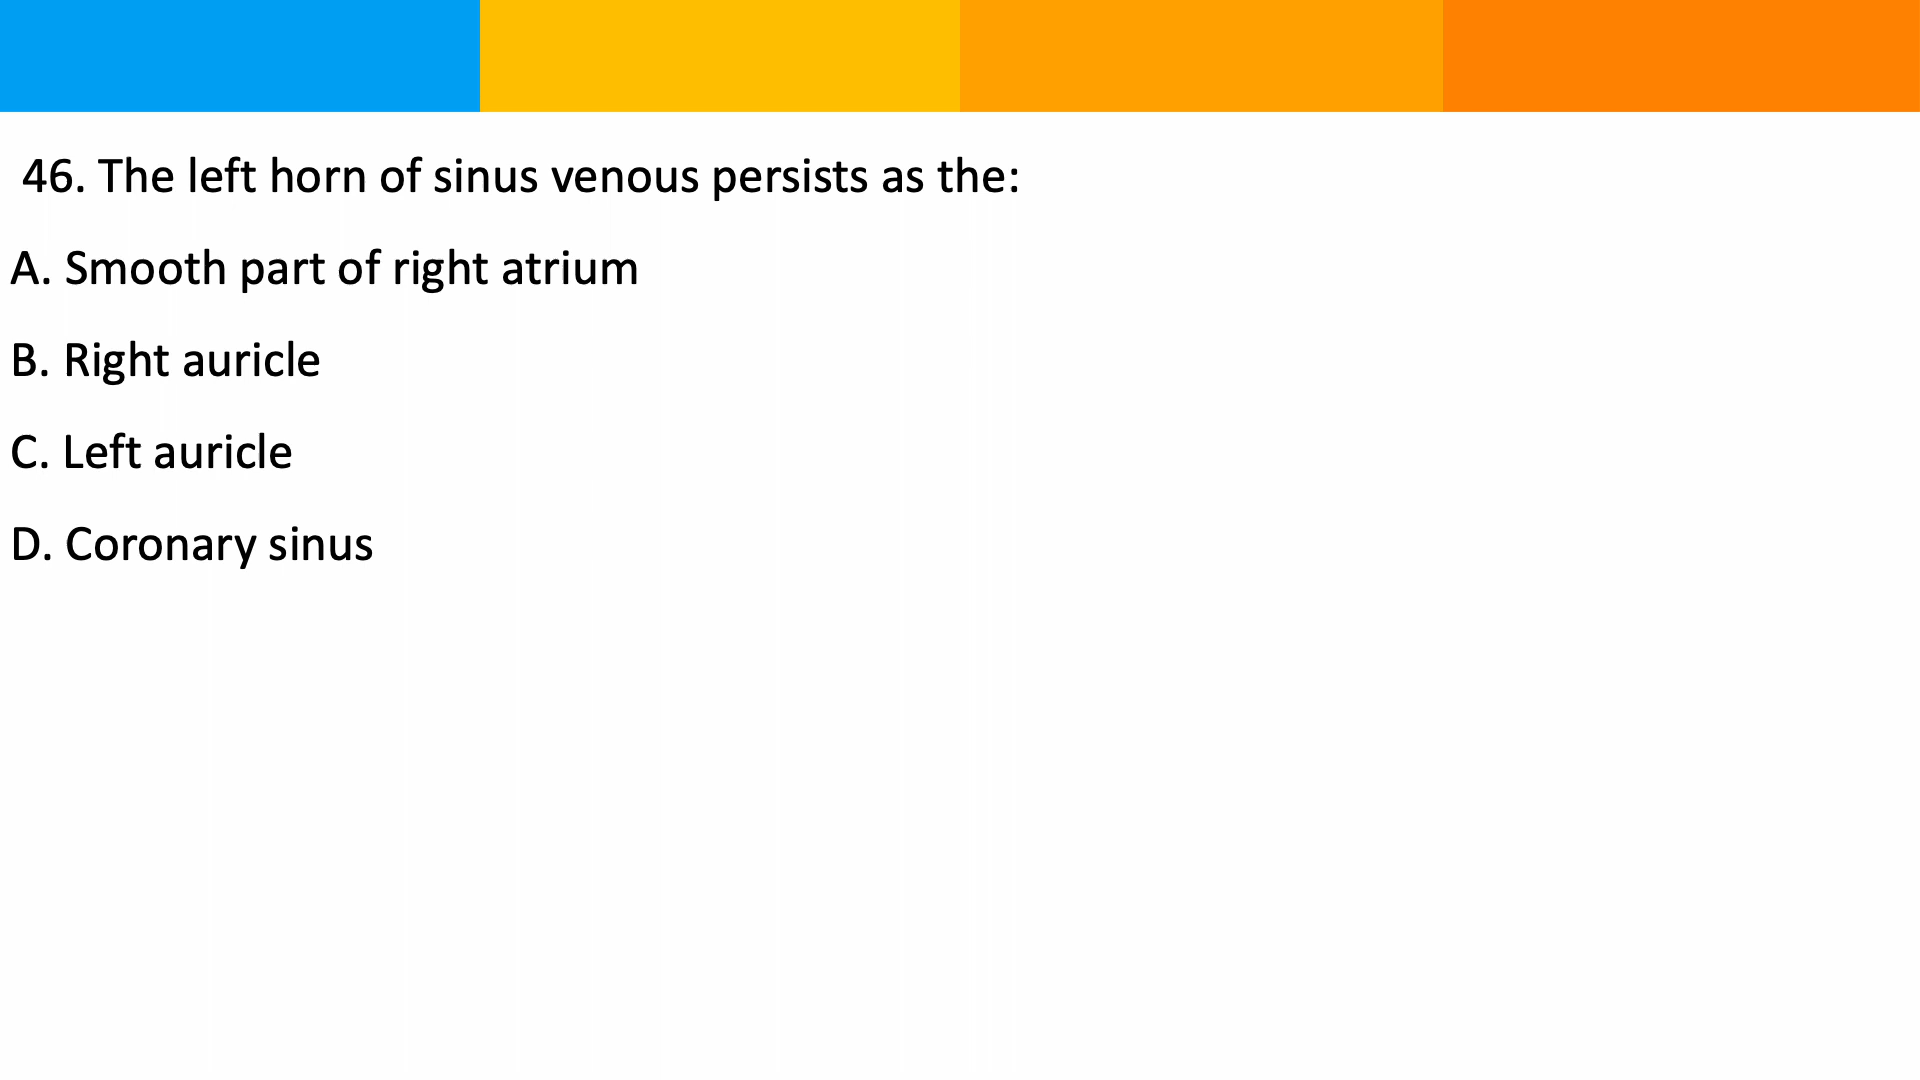 46. The left horn of sinus venous persists as the:
A. Smooth part of right atrium
B. Right auricle
C. Left auricle
D. Coronary sinus